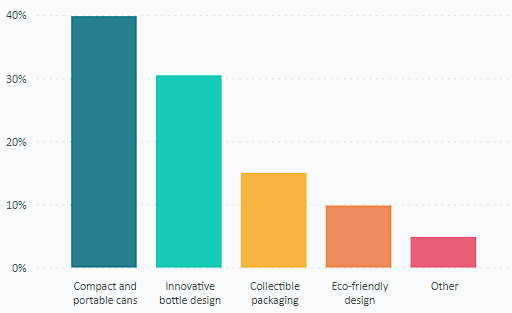 40%
30%
20%
10%
0%
Compact and
portable cans
Innovative
bottle design
Collectible
packaging
Eco-friendly
design
Other